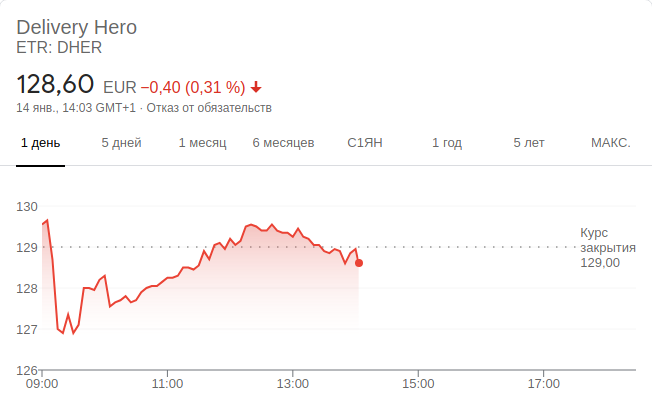 Delivery Hero
ETR: DHER
128,60 EUR −0,40 (0,31 %)
14 янв., 14:03 GMT+1 · Отказ от обязательств
1 день 5 дней 1 месяц 6 месяцев С1ЯН 1 год 5 лет МАКС.
130
Курс
129 закрытия
129,00
128
127
126
09:00 11:00 13:00 15:00 17:00